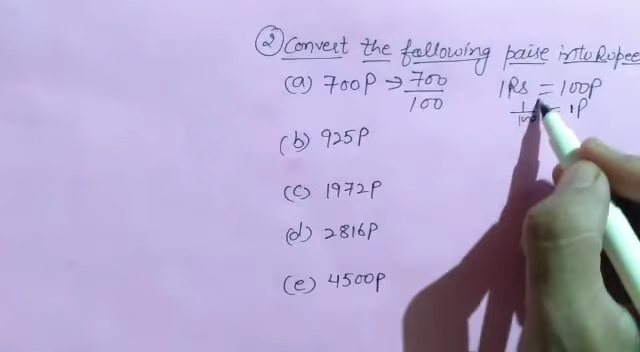 ② Convert the following paise into Rupee
(a) 700P → 700/100
1Rs = 100P
1/100 = 1P
(b) 925P
(c) 1972P
(d) 2816P
(e) 4500P